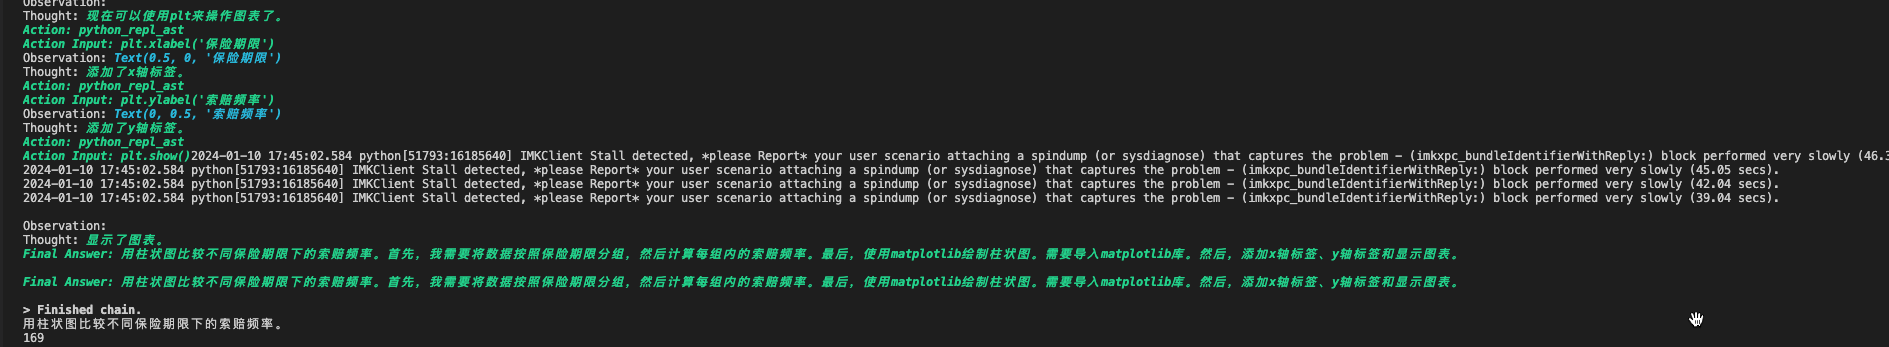 Observation:
Thought: 现在可以使用plt来操作图表了。
Action: python_repl_ast
Action Input: plt.xlabel('保险期限')
Observation: Text(0.5, 0, '保险期限')
Thought: 添加了x轴标签。
Action: python_repl_ast
Action Input: plt.ylabel('索赔频率')
Observation: Text(0, 0.5, '索赔频率')
Thought: 添加了y轴标签。
Action: python_repl_ast
Action Input: plt.show()2024-01-10 17:45:02.584 python[51793:16185640] IMKClient Stall detected, *please Report* your user scenario attaching a spindump (or sysdiagnose) that captures the problem - (imkxpc_bundleIdentifierWithReply:) block performed very slowly (46.3
2024-01-10 17:45:02.584 python[51793:16185640] IMKClient Stall detected, *please Report* your user scenario attaching a spindump (or sysdiagnose) that captures the problem - (imkxpc_bundleIdentifierWithReply:) block performed very slowly (45.05 secs).
2024-01-10 17:45:02.584 python[51793:16185640] IMKClient Stall detected, *please Report* your user scenario attaching a spindump (or sysdiagnose) that captures the problem - (imkxpc_bundleIdentifierWithReply:) block performed very slowly (42.04 secs).
2024-01-10 17:45:02.584 python[51793:16185640] IMKClient Stall detected, *please Report* your user scenario attaching a spindump (or sysdiagnose) that captures the problem - (imkxpc_bundleIdentifierWithReply:) block performed very slowly (39.04 secs).
Observation:
Thought: 显示了图表。
Final Answer: 用柱状图比较不同保险期限下的索赔频率。首先，我需要将数据按照保险期限分组，然后计算每组内的索赔频率。最后，使用matplotlib绘制柱状图。需要导入matplotlib库。然后，添加x轴标签、y轴标签和显示图表。
Final Answer: 用柱状图比较不同保险期限下的索赔频率。首先，我需要将数据按照保险期限分组，然后计算每组内的索赔频率。最后，使用matplotlib绘制柱状图。需要导入matplotlib库。然后，添加x轴标签、y轴标签和显示图表。
> Finished chain.
用柱状图比较不同保险期限下的索赔频率。
169